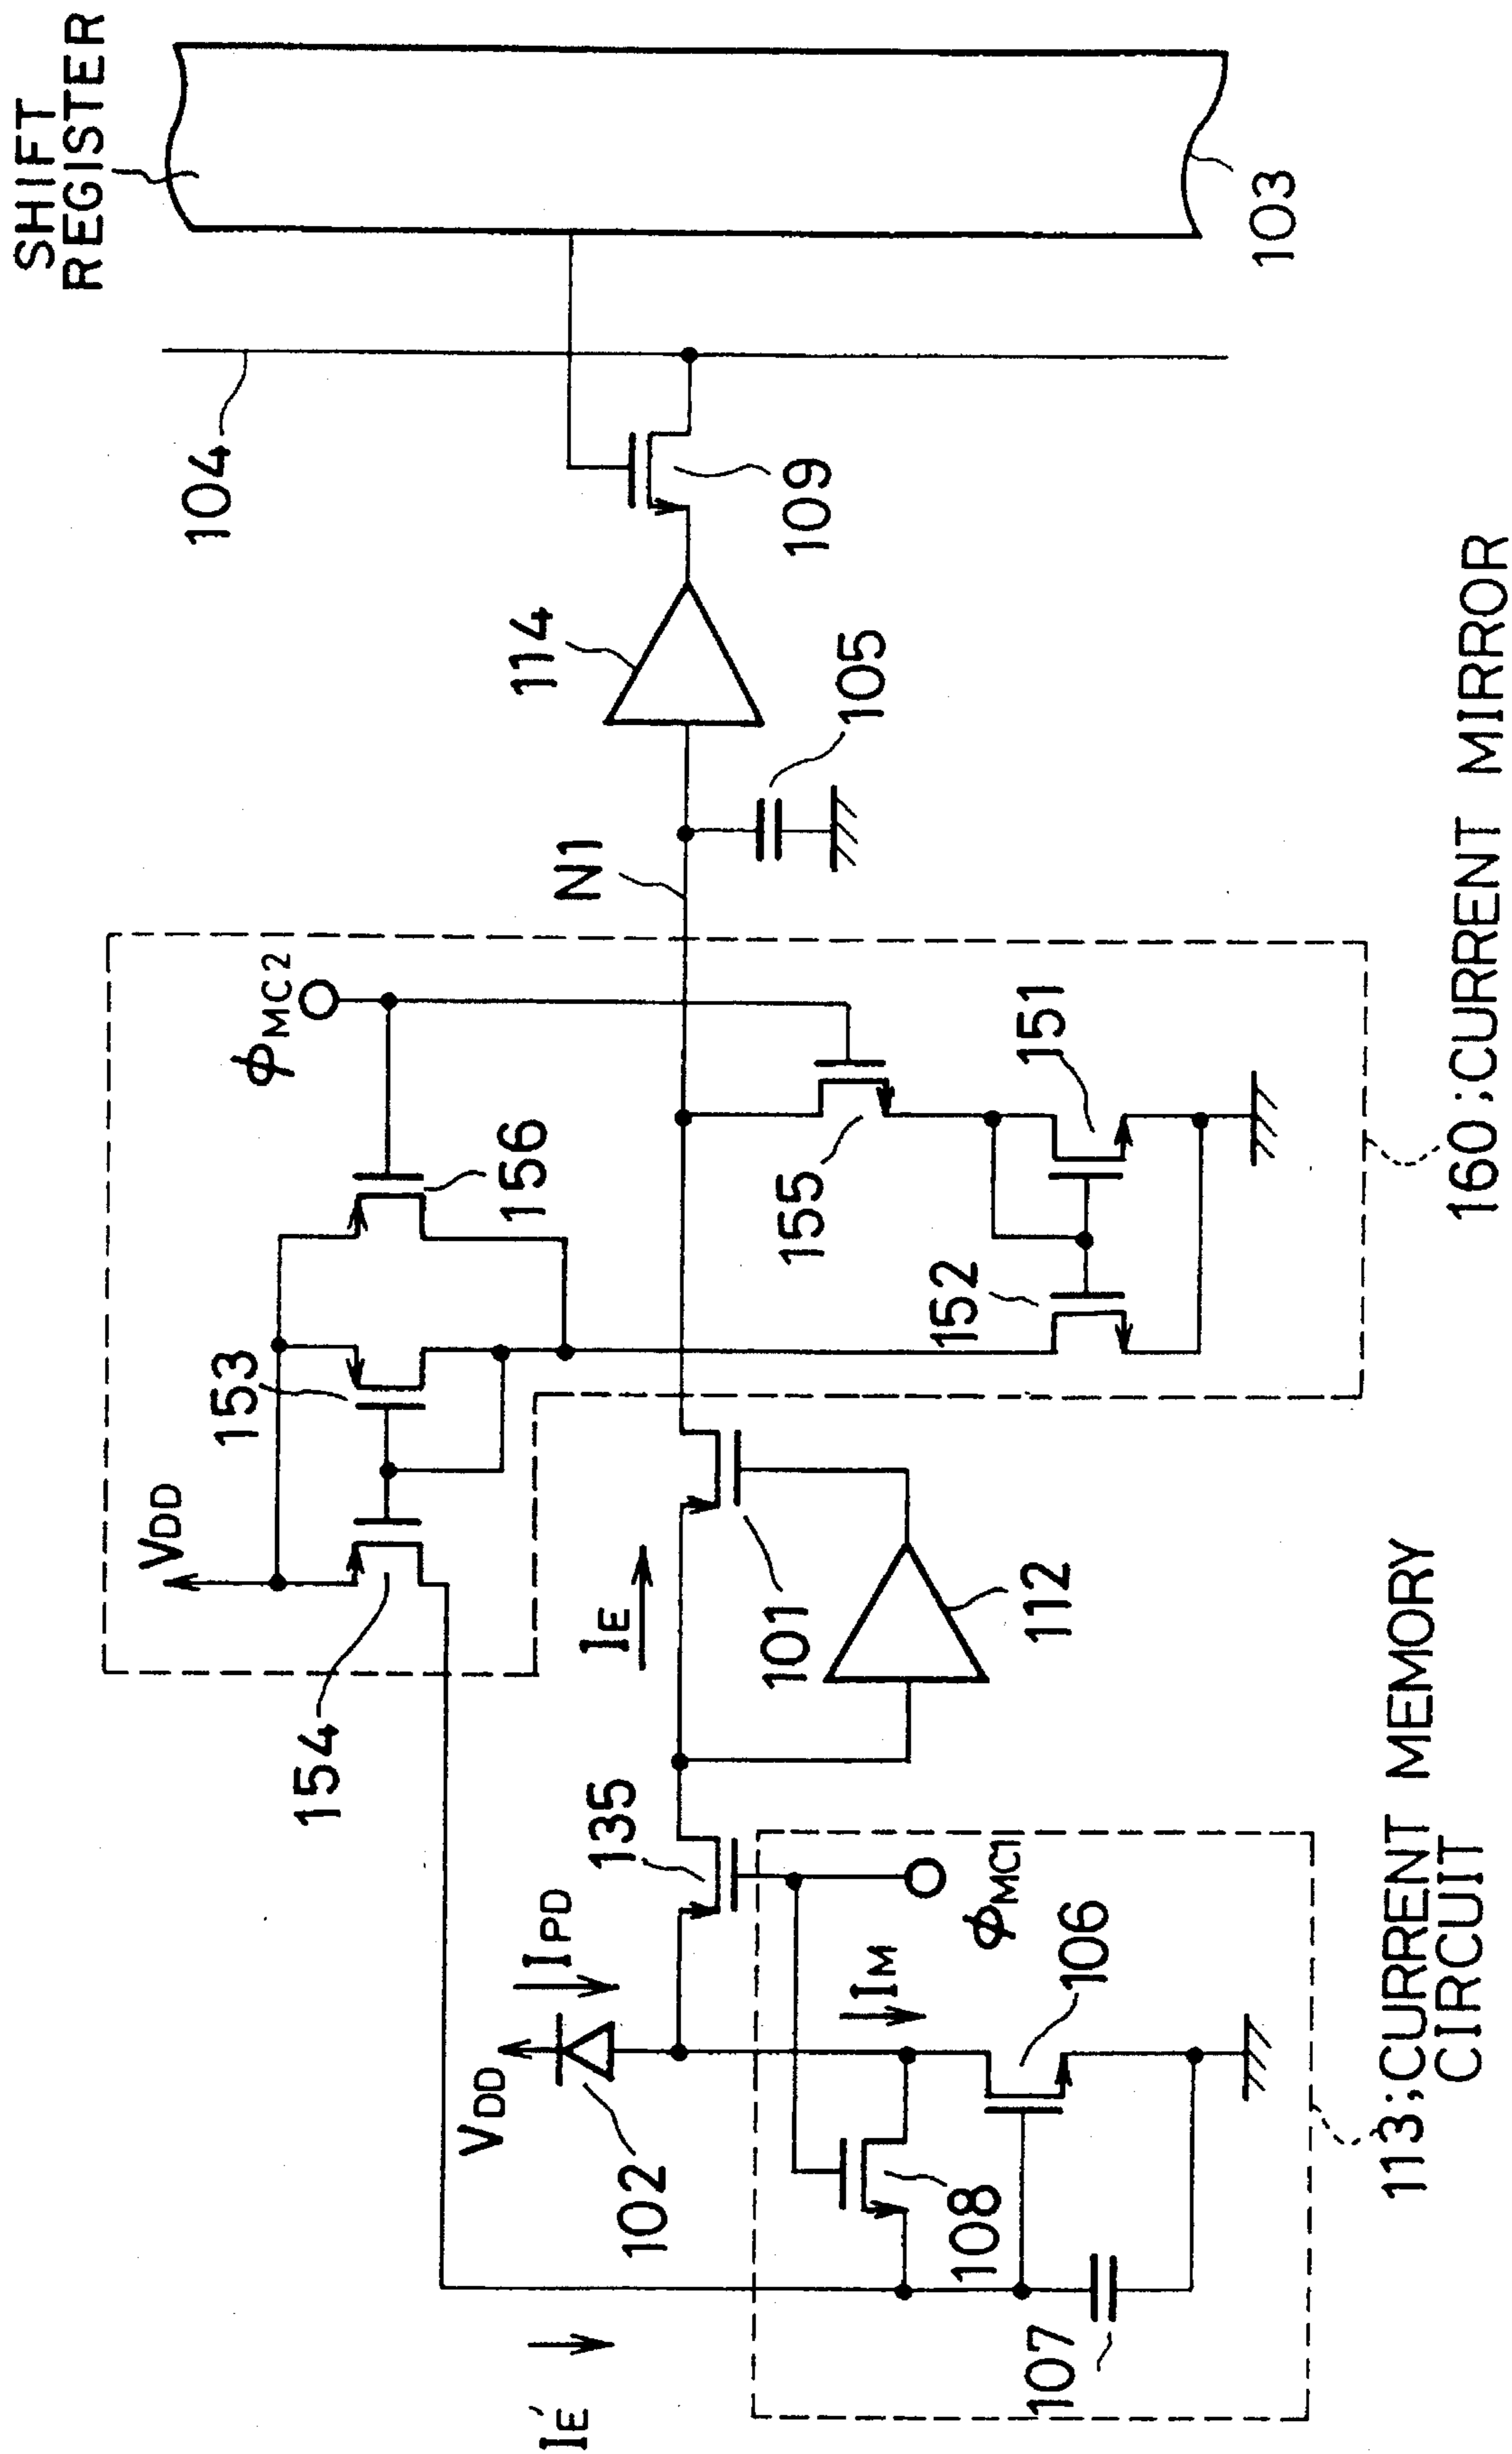 SHIFT
REGISTER
103
104
109
114
105
N1
ϕMC2
156
155
151
152
160;CURRENT MIRROR
153
VDD
154
IE
101
112
135
IPD
VDD
102
IM
ϕMC1
106
108
107
IE'
113;CURRENT MEMORY
CIRCUIT